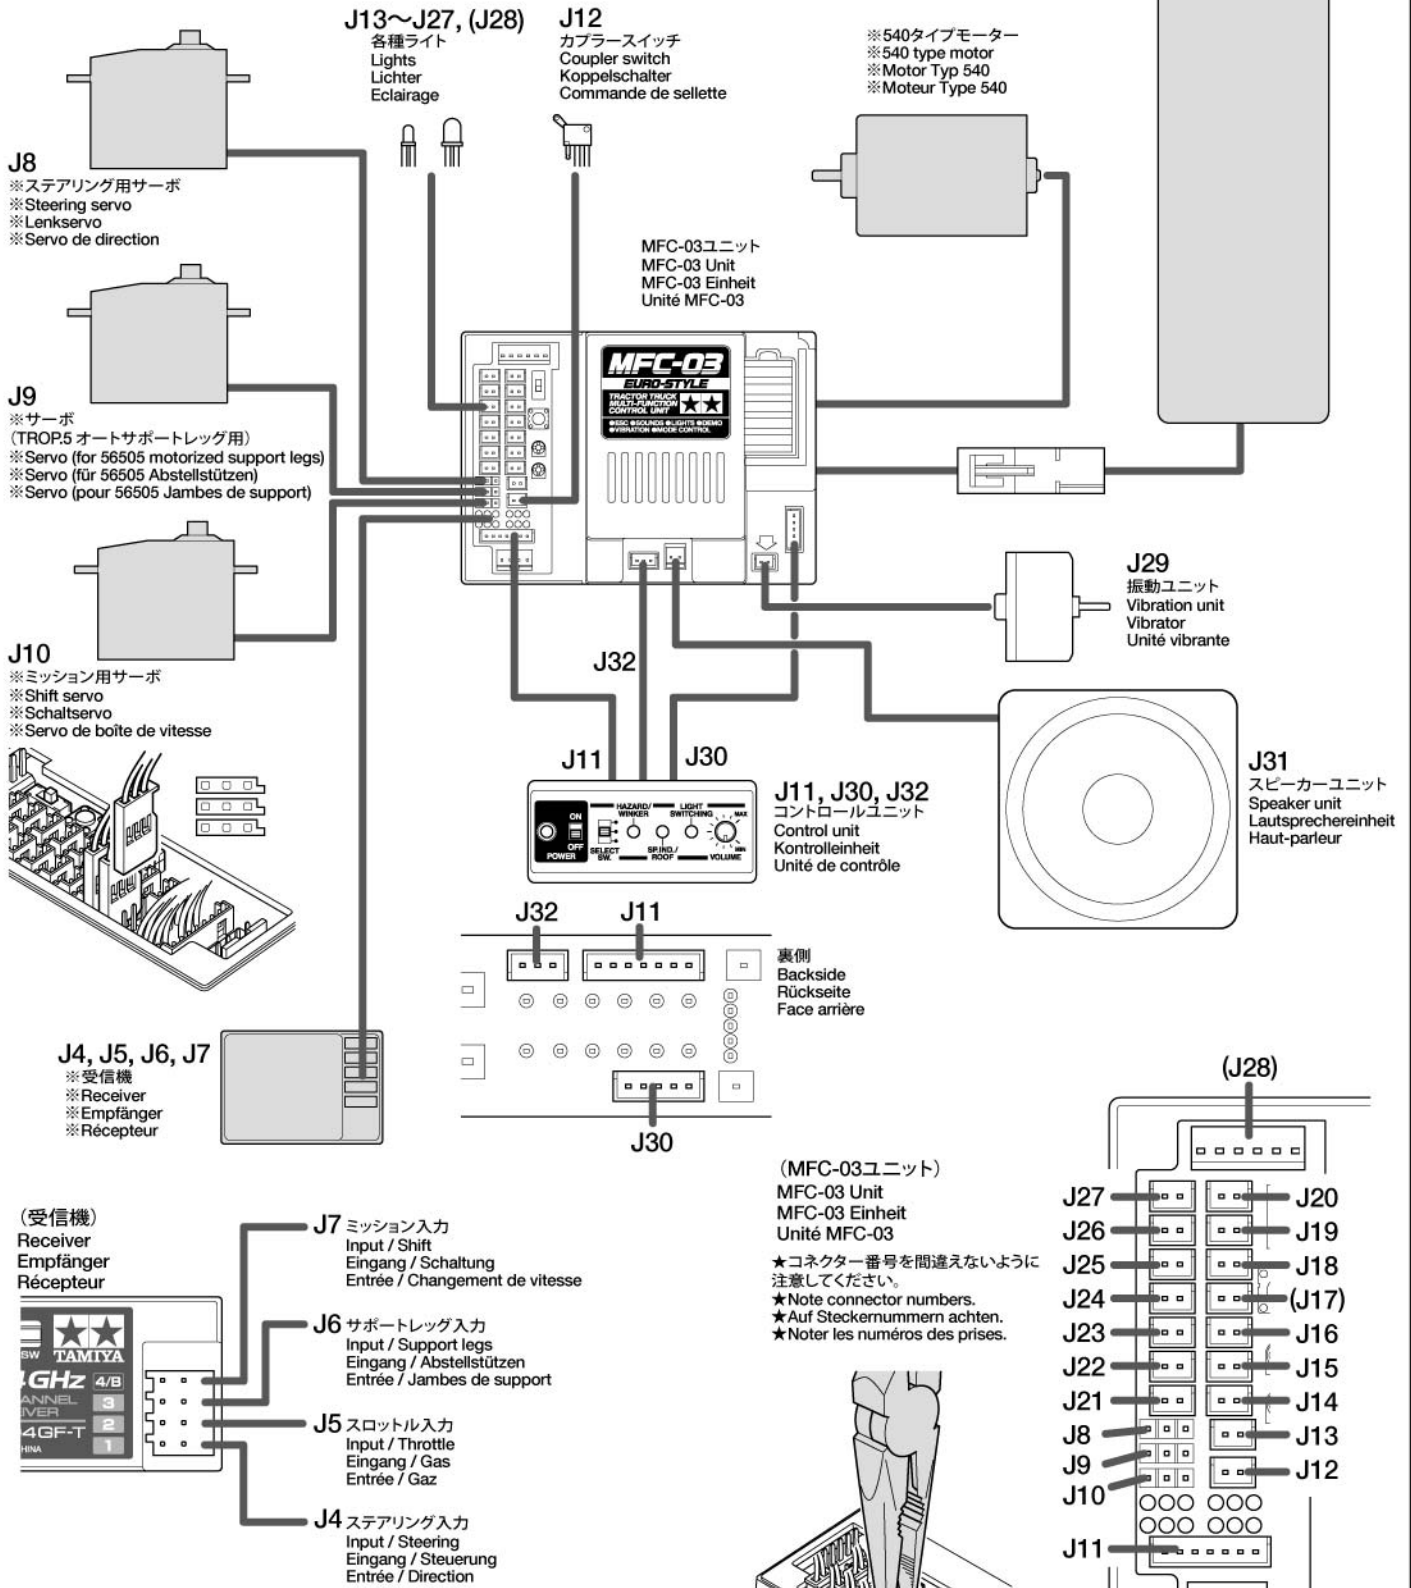 J13～J27, (J28)
各種ライト
Lights
Lichter
Eclairage
J12
カプラースイッチ
Coupler switch
Koppelschalter
Commande de sellette
※540タイプモーター
※540 type motor
※Motor Typ 540
※Moteur Type 540
J8
※ステアリング用サーボ
※Steering servo
※Lenkservo
※Servo de direction
MFC-03ユニット
MFC-03 Unit
MFC-03 Einheit
Unité MFC-03
MFC-03
EURO-STYLE
TRACTOR TRUCK
MULTI-FUNCTION
CONTROL UNIT
●ESC ●SOUNDS ●LIGHTS ●DEMO
●VIBRATION ●MODE CONTROL
J9
※サーボ
(TROP.5 オートサポートレッグ用)
※Servo (for 56505 motorized support legs)
※Servo (für 56505 Abstellstützen)
※Servo (pour 56505 Jambes de support)
J29
振動ユニット
Vibration unit
Vibrator
Unité vibrante
J10
※ミッション用サーボ
※Shift servo
※Schaltservo
※Servo de boîte de vitesse
J32
J11
J30
J31
スピーカーユニット
Speaker unit
Lautsprechereinheit
Haut-parleur
J11, J30, J32
コントロールユニット
Control unit
Kontrolleinheit
Unité de contrôle
ON
OFF
POWER
HAZARD/
WINKER
LIGHT
SWITCHING
SELECT
SW.
SP.IND./
ROOF
MAX
MIN
VOLUME
J32
J11
裏側
Backside
Rückseite
Face arrière
J30
J4, J5, J6, J7
※受信機
※Receiver
※Empfänger
※Récepteur
(受信機)
Receiver
Empfänger
Récepteur
SW
TAMIYA
.4GHz
4/B
ANNEL
3
IVER
2
4GF-T
1
HINA
J7 ミッション入力
Input / Shift
Eingang / Schaltung
Entrée / Changement de vitesse
J6 サポートレッグ入力
Input / Support legs
Eingang / Abstellstützen
Entrée / Jambes de support
J5 スロットル入力
Input / Throttle
Eingang / Gas
Entrée / Gaz
J4 ステアリング入力
Input / Steering
Eingang / Steuerung
Entrée / Direction
(MFC-03ユニット)
MFC-03 Unit
MFC-03 Einheit
Unité MFC-03
★コネクター番号を間違えないように
注意してください。
★Note connector numbers.
★Auf Steckernummern achten.
★Noter les numéros des prises.
(J28)
J27
J20
J26
J19
J25
J18
J24
(J17)
J23
J16
J22
J15
J21
J14
J8
J13
J9
J12
J10
J11